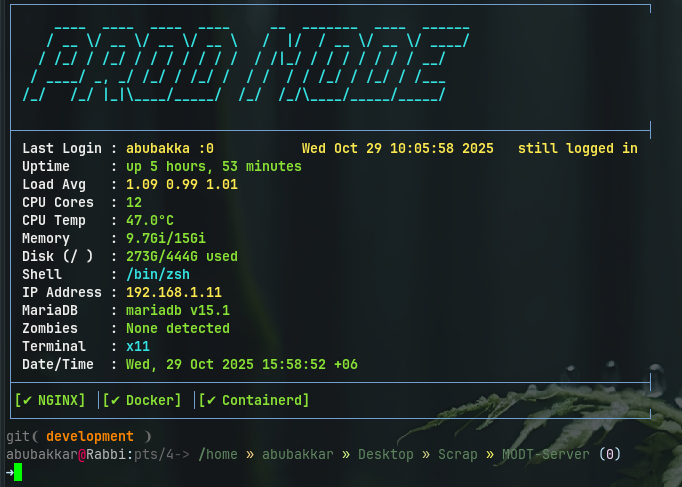 PROD NODE
Last Login : abubakka :0 Wed Oct 29 10:05:58 2025 still logged in
Uptime : up 5 hours, 53 minutes
Load Avg : 1.09 0.99 1.01
CPU Cores : 12
CPU Temp : 47.0°C
Memory : 9.7Gi/15Gi
Disk (/ ) : 273G/444G used
Shell : /bin/zsh
IP Address : 192.168.1.11
MariaDB : mariadb v15.1
Zombies : None detected
Terminal : x11
Date/Time : Wed, 29 Oct 2025 15:58:52 +06
[✔ NGINX] │[✔ Docker] │[✔ Containerd]
git( development )
abubakkar@Rabbi:pts/4-> /home » abubakkar » Desktop » Scrap » MODT-Server (0)
➜